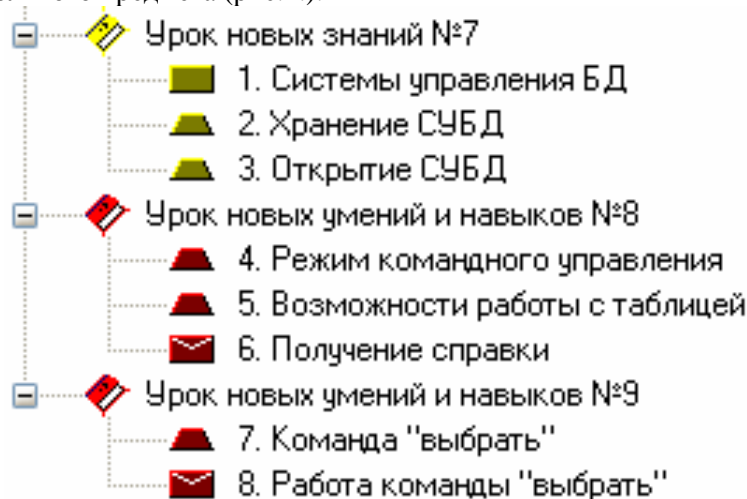 Урок новых знаний №7
1. Системы управления БД
2. Хранение СУБД
3. Открытие СУБД
Урок новых умений и навыков №8
4. Режим командного управления
5. Возможности работы с таблицей
6. Получение справки
Урок новых умений и навыков №9
7. Команда "выбрать"
8. Работа команды "выбрать"